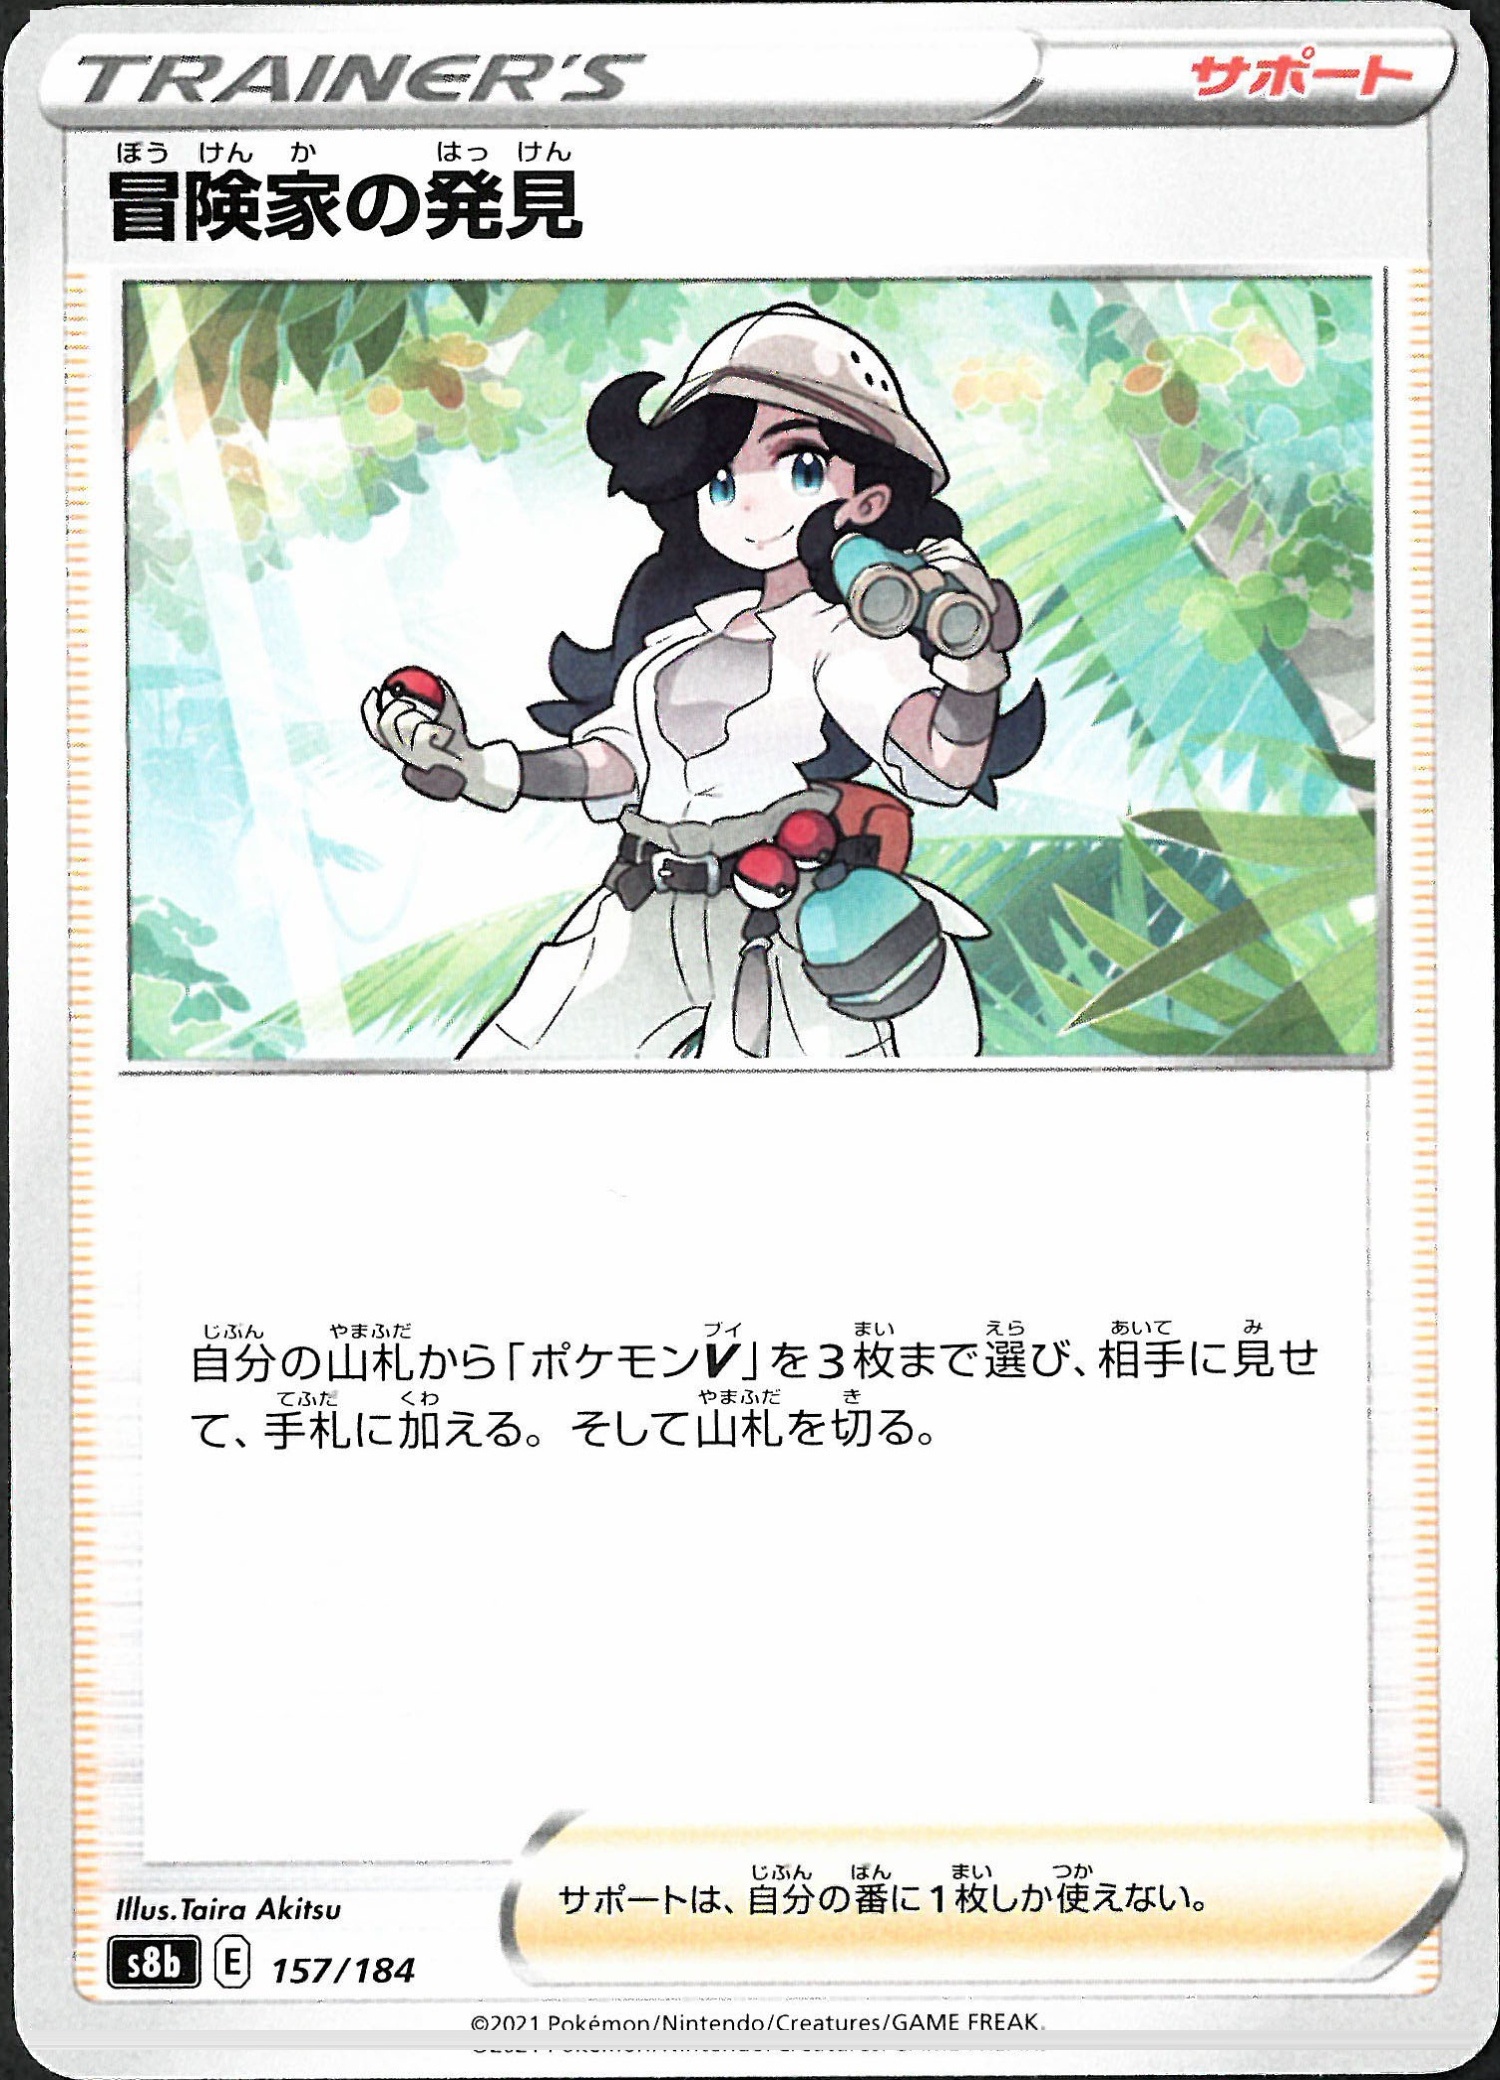 TRAINER'S
サポート
ぼう けん か はっ けん
冒険家の発見
じぶん やまふだ ブイ まい えら あいて み
自分の山札から「ポケモンV」を3枚まで選び、相手に見せ
てふだ くわ やまふだ き
て、手札に加える。そして山札を切る。
じぶん ばん まい つか
サポートは、自分の番に1枚しか使えない。
Illus.Taira Akitsu
s8b E 157/184
©2021 Pokémon/Nintendo/Creatures/GAME FREAK.